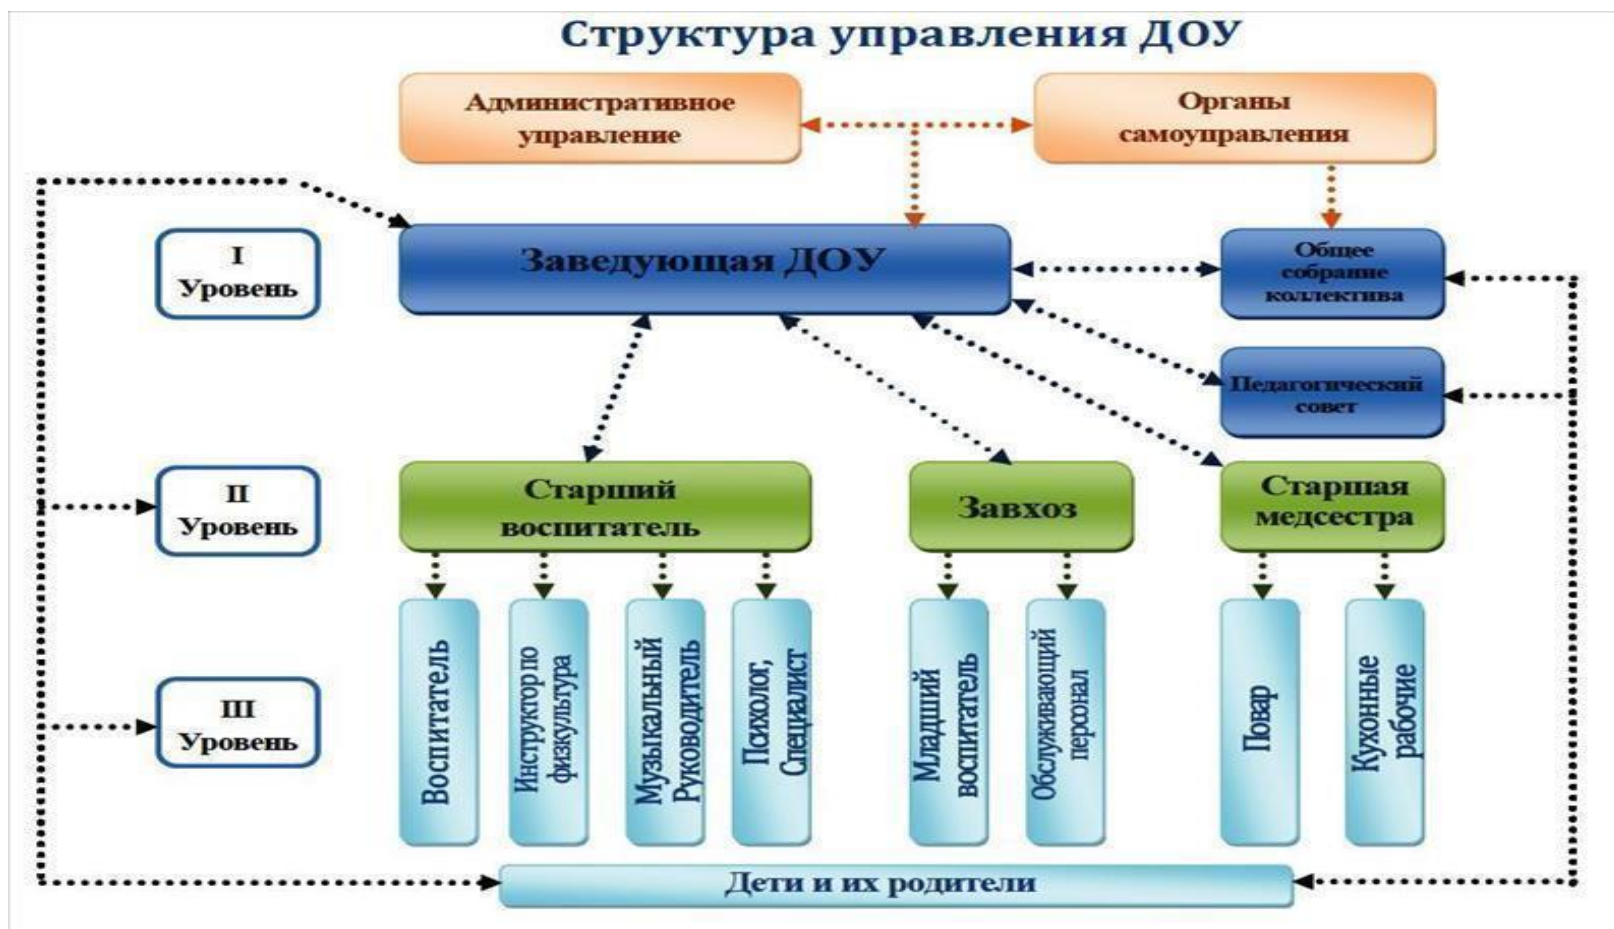 Структура управления ДОУ
Административное
управление
Органы
самоуправления
I
Уровень
Заведующая ДОУ
Общее
собрание
коллектива
Педагогический
совет
II
Уровень
Старший
воспитатель
Завхоз
Старшая
медсестра
III
Уровень
Воспитатель
Инструктор по
физкультура
Музыкальный
Руководитель
Психолог,
Специалист
Младший
воспитатель
Обслуживающий
персонал
Повар
Кухонные
рабочие
Дети и их родители